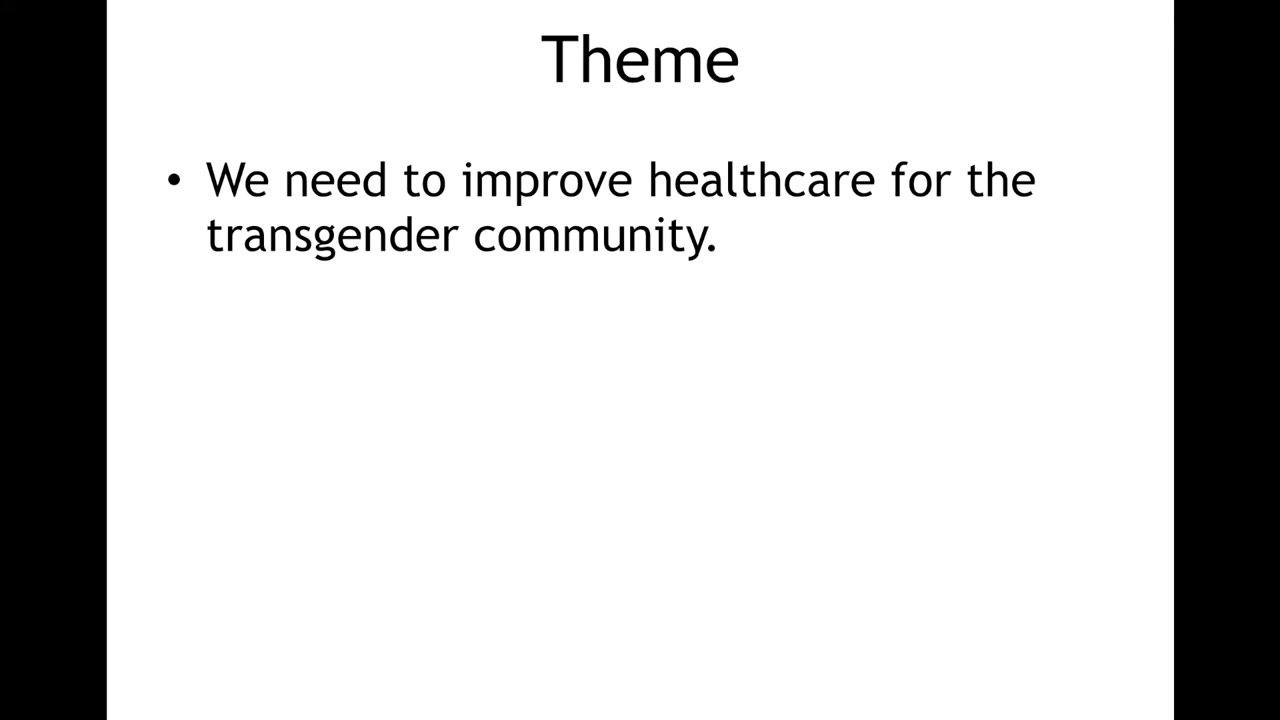 Theme
• We need to improve healthcare for the
transgender community.